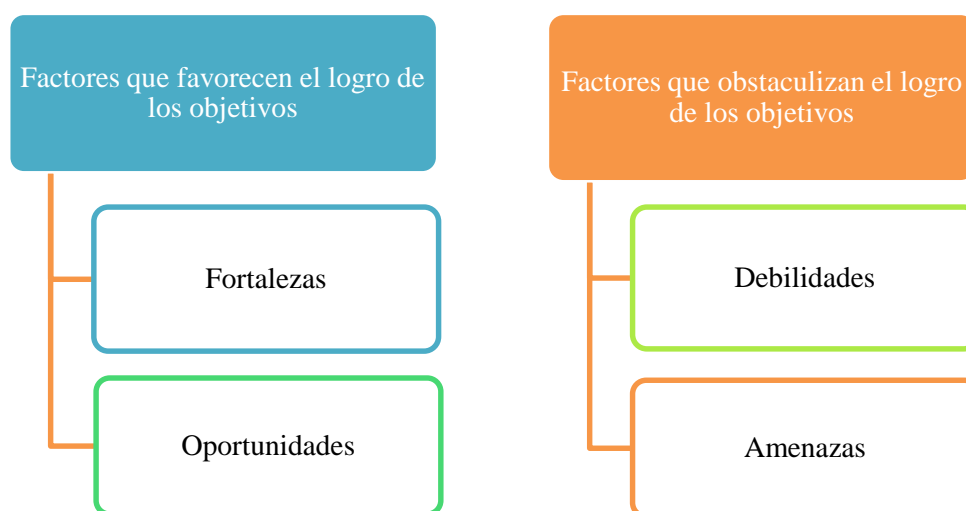 Factores que favorecen el logro de
los objetivos
Fortalezas
Oportunidades
Factores que obstaculizan el logro
de los objetivos
Debilidades
Amenazas